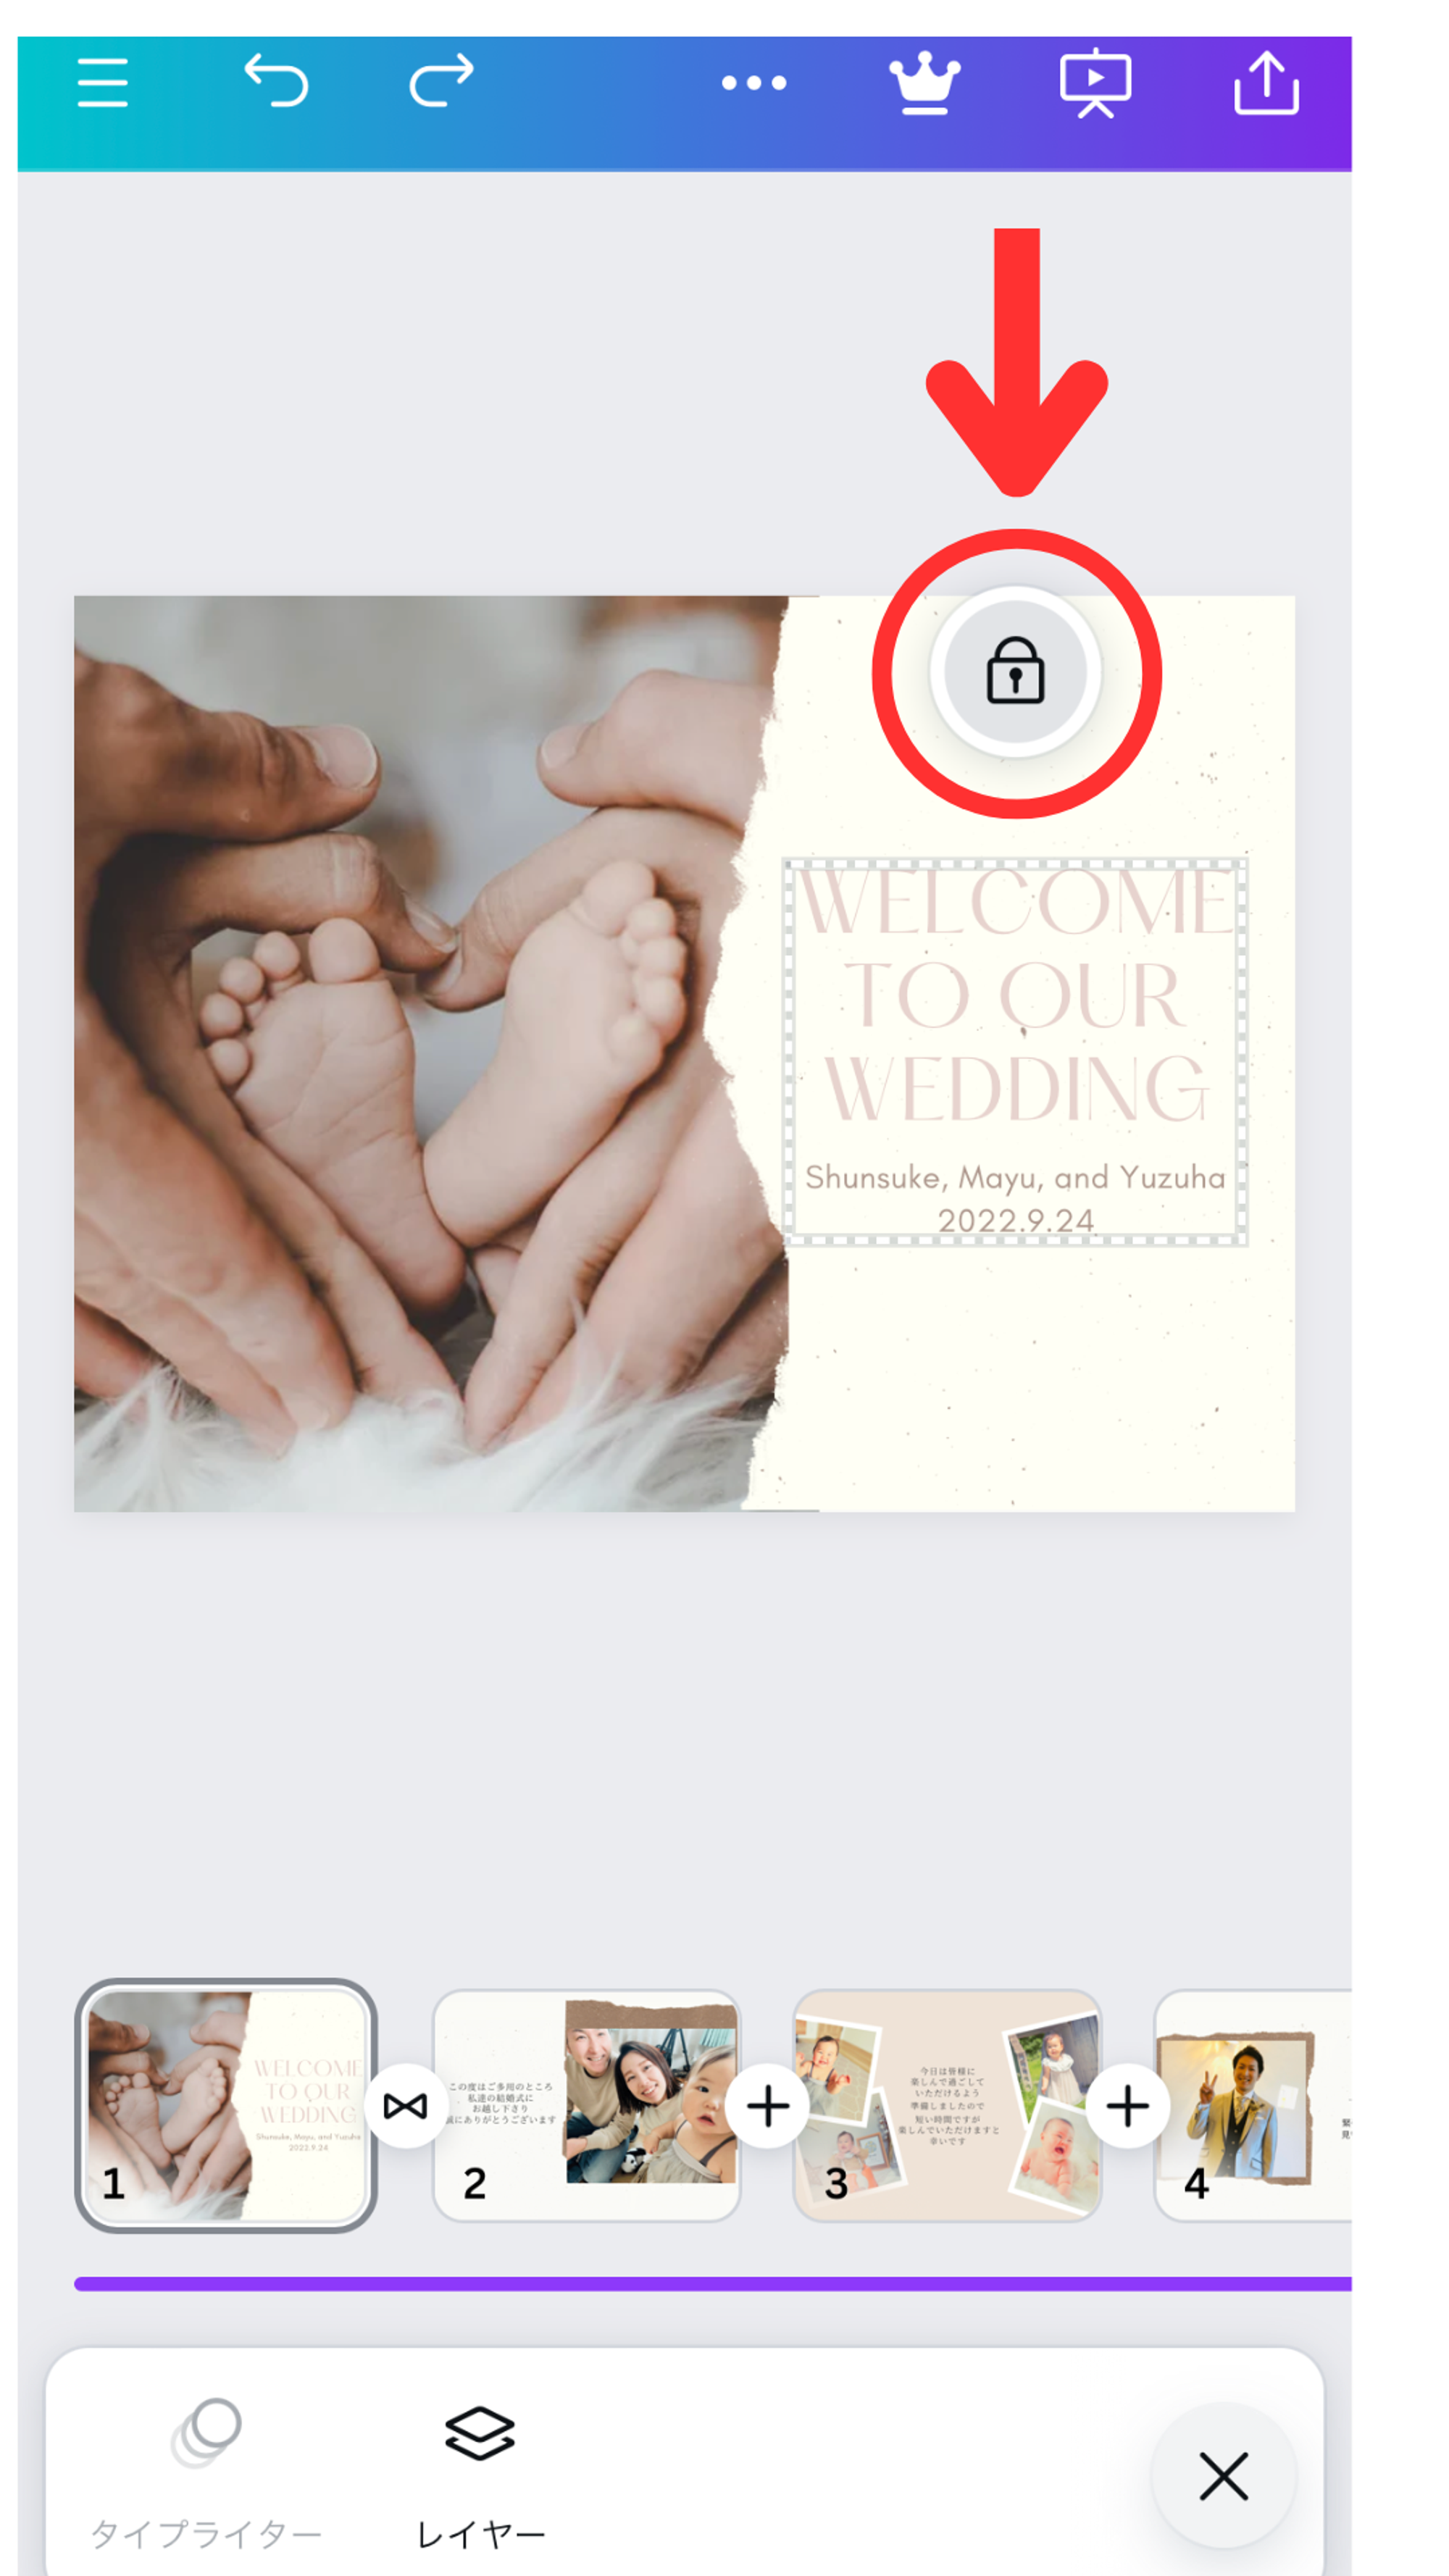 WELCOME
TO OUR
WEDDING
Shunsuke, Mayu, and Yuzuha
2022.9.24
WELCOME
TO OUR
WEDDING
Shunsuke, Mayu, and Yuzuha
2022.9.24
1
この度はご多用のところ
私達の結婚式に
お越し下さり
誠にありがとうございます
2
今日は皆様に
楽しんで過ごして
いただけるよう
準備しましたので
短い時間ですが
楽しんでいただけますと
幸いです
3
4
タイプライター
レイヤー